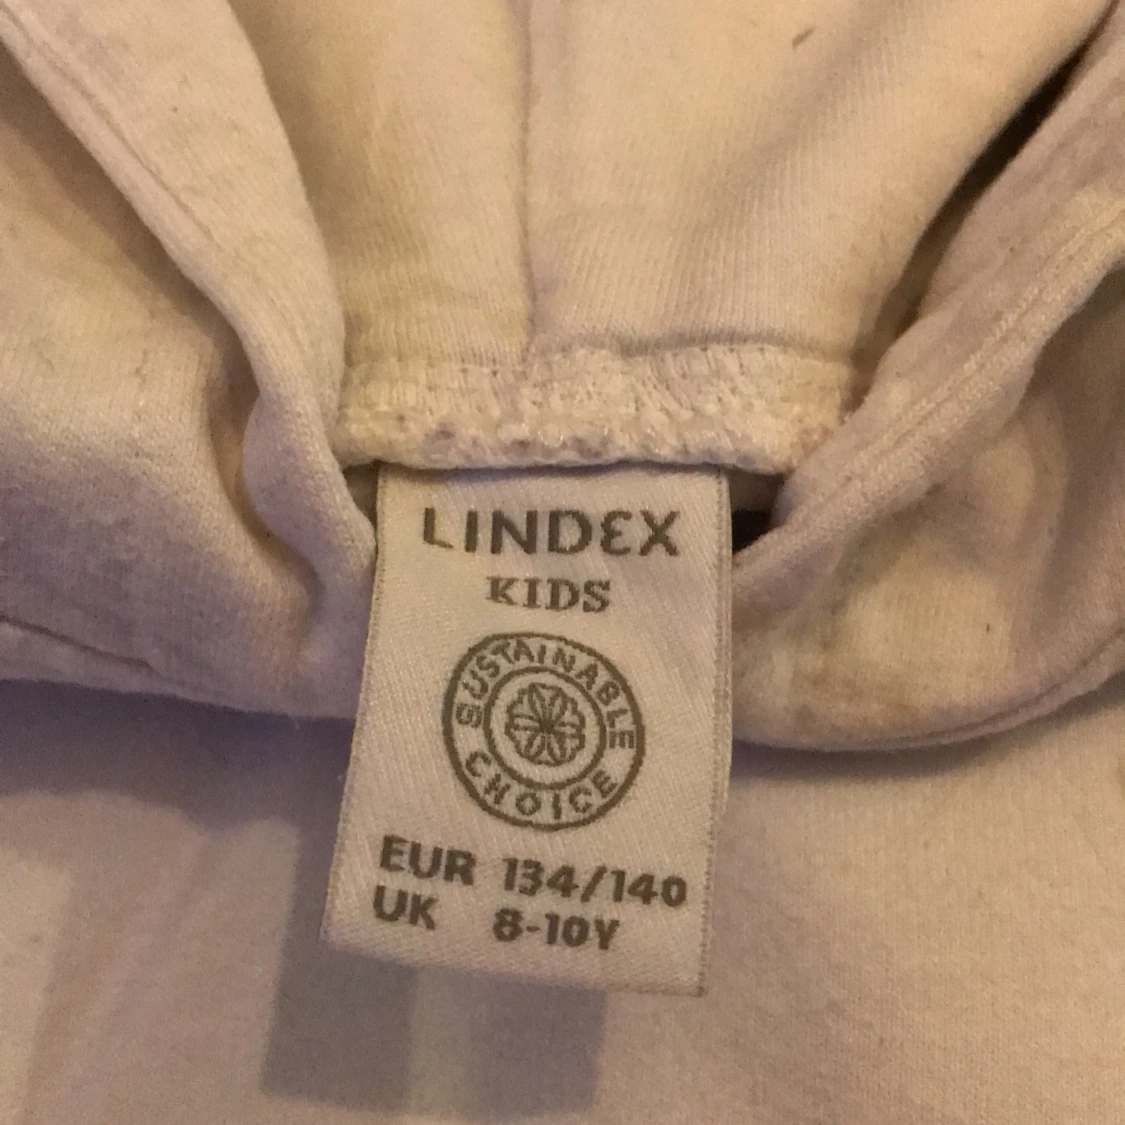 LINDEX
KIDS
SUSTAINABLE
CHOICE
EUR 134/140
UK 8-10Y